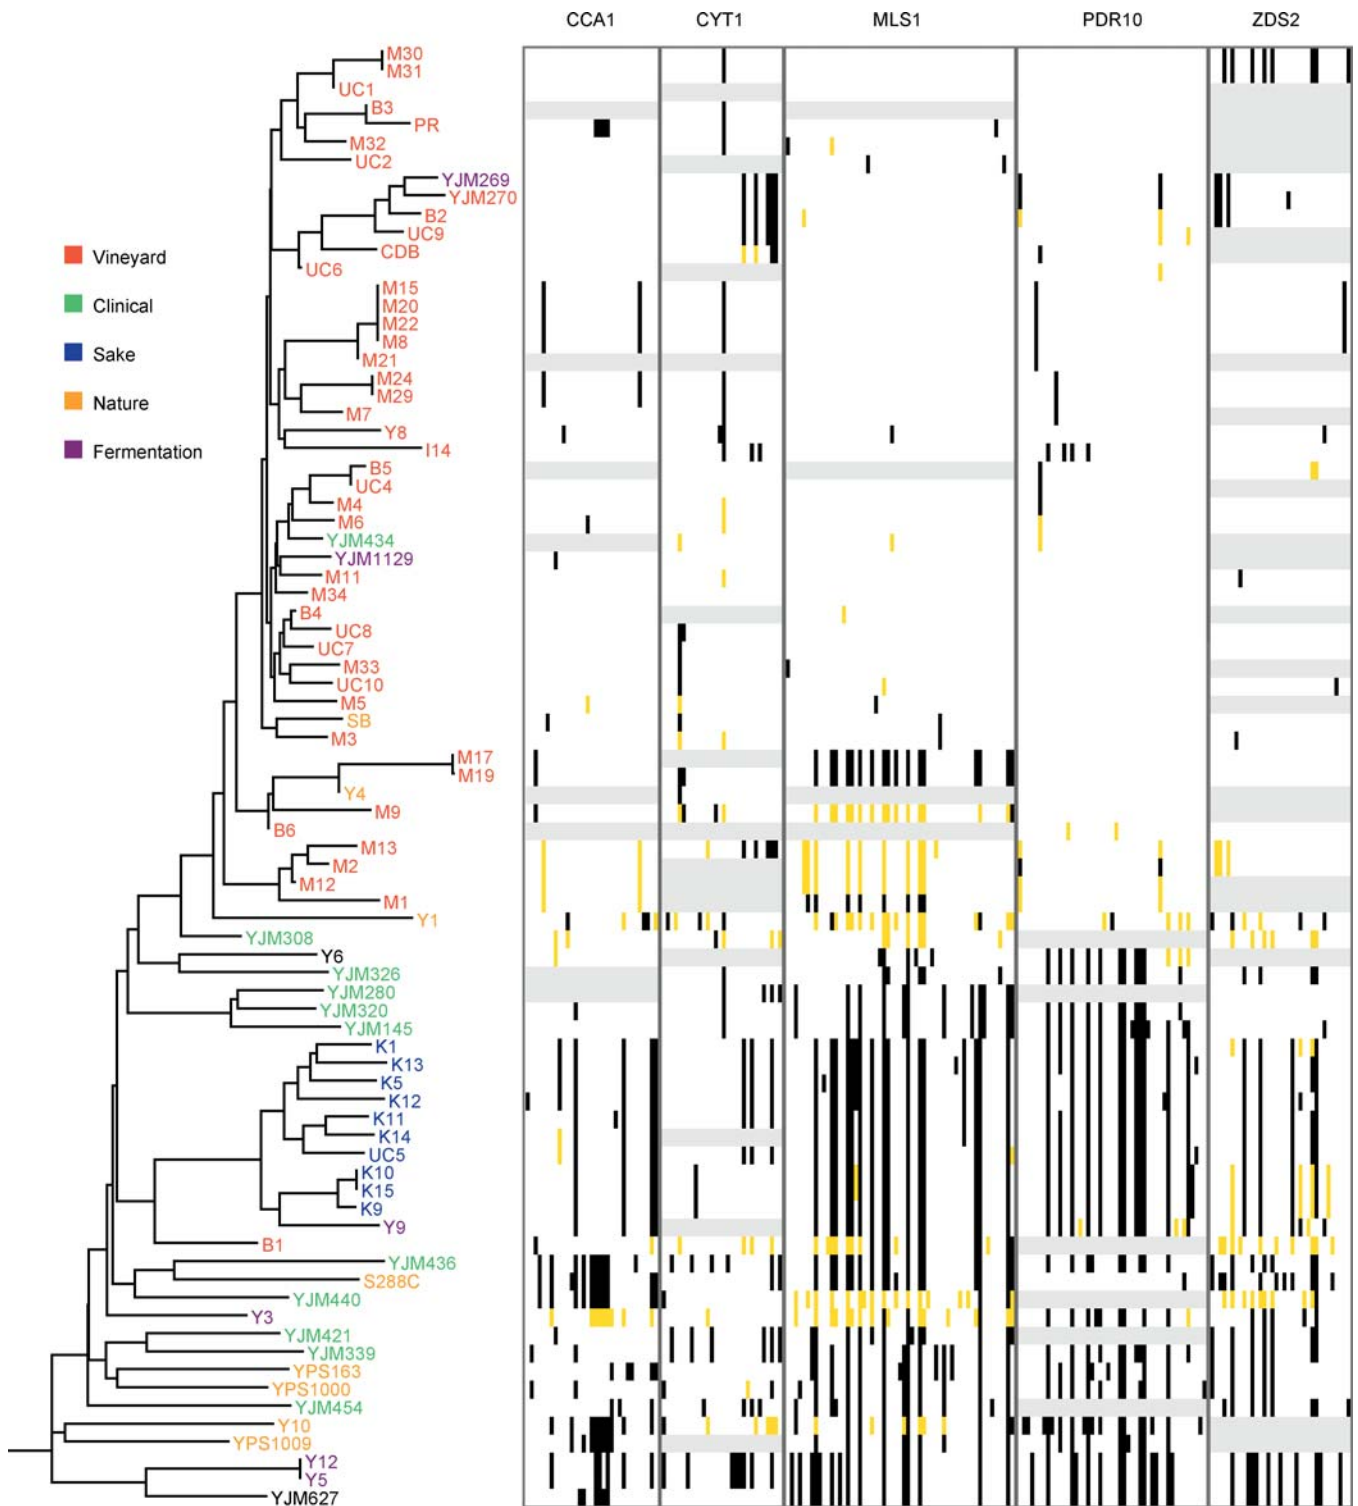 CCA1 CYT1 MLS1 PDR10 ZDS2
M30
M31
UC1
B3
PR
M32
UC2
YJM269
YJM270
B2
UC9
CDB
UC6
Vineyard
Clinical
Sake
Nature
Fermentation
M15
M20
M22
M8
M21
M24
M29
M7
Y8
I14
B5
UC4
M4
M6
YJM434
YJM1129
M11
M34
B4
UC8
UC7
M33
UC10
M5
SB
M3
M17
M19
Y4
M9
B6
M13
M2
M12
M1
Y1
YJM308
Y6
YJM326
YJM280
YJM320
YJM145
K1
K13
K5
K12
K11
K14
UC5
K10
K15
K9
Y9
B1
YJM436
S288C
YJM440
Y3
YJM421
YJM339
YPS163
YPS1000
YJM454
Y10
YPS1009
Y12
Y5
YJM627